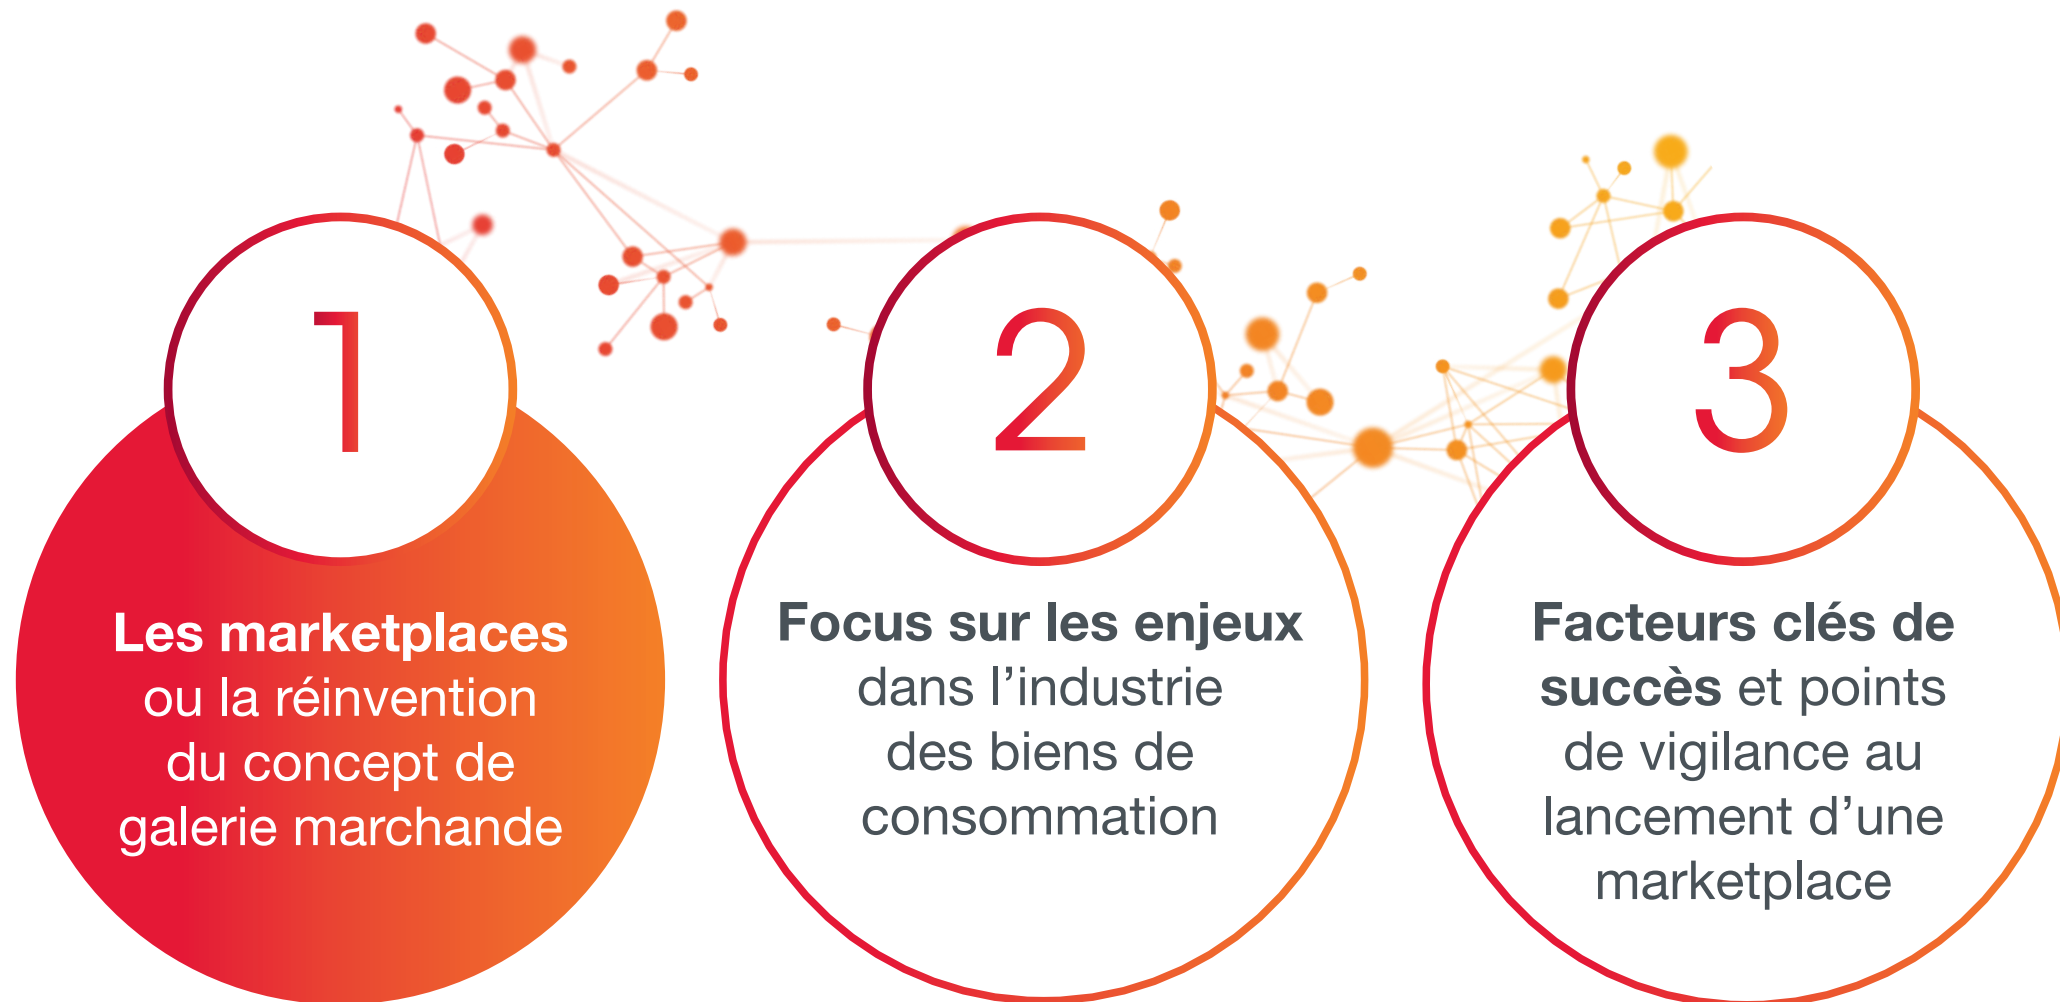 1
Les marketplaces
ou la réinvention
du concept de
galerie marchande
2
Focus sur les enjeux
dans l’industrie
des biens de
consommation
3
Facteurs clés de
succès et points
de vigilance au
lancement d’une
marketplace